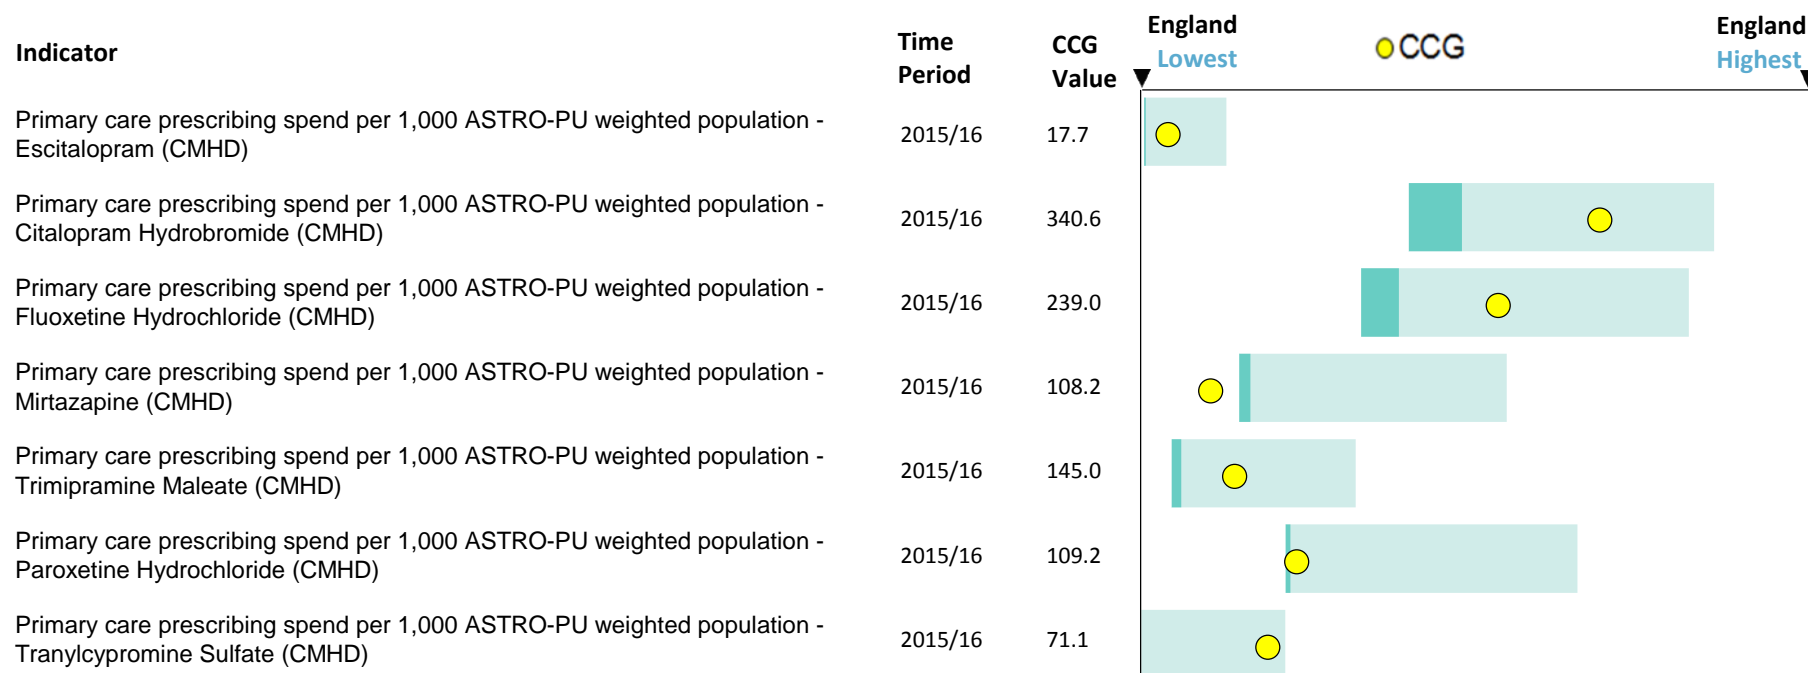 Indicator
Time
Period
CCG
Value
England
Lowest
CCG
England
Highest
Primary care prescribing spend per 1,000 ASTRO-PU weighted population -
Escitalopram (CMHD)
2015/16
17.7
Primary care prescribing spend per 1,000 ASTRO-PU weighted population -
Citalopram Hydrobromide (CMHD)
2015/16
340.6
Primary care prescribing spend per 1,000 ASTRO-PU weighted population -
Fluoxetine Hydrochloride (CMHD)
2015/16
239.0
Primary care prescribing spend per 1,000 ASTRO-PU weighted population -
Mirtazapine (CMHD)
2015/16
108.2
Primary care prescribing spend per 1,000 ASTRO-PU weighted population -
Trimipramine Maleate (CMHD)
2015/16
145.0
Primary care prescribing spend per 1,000 ASTRO-PU weighted population -
Paroxetine Hydrochloride (CMHD)
2015/16
109.2
Primary care prescribing spend per 1,000 ASTRO-PU weighted population -
Tranylcypromine Sulfate (CMHD)
2015/16
71.1